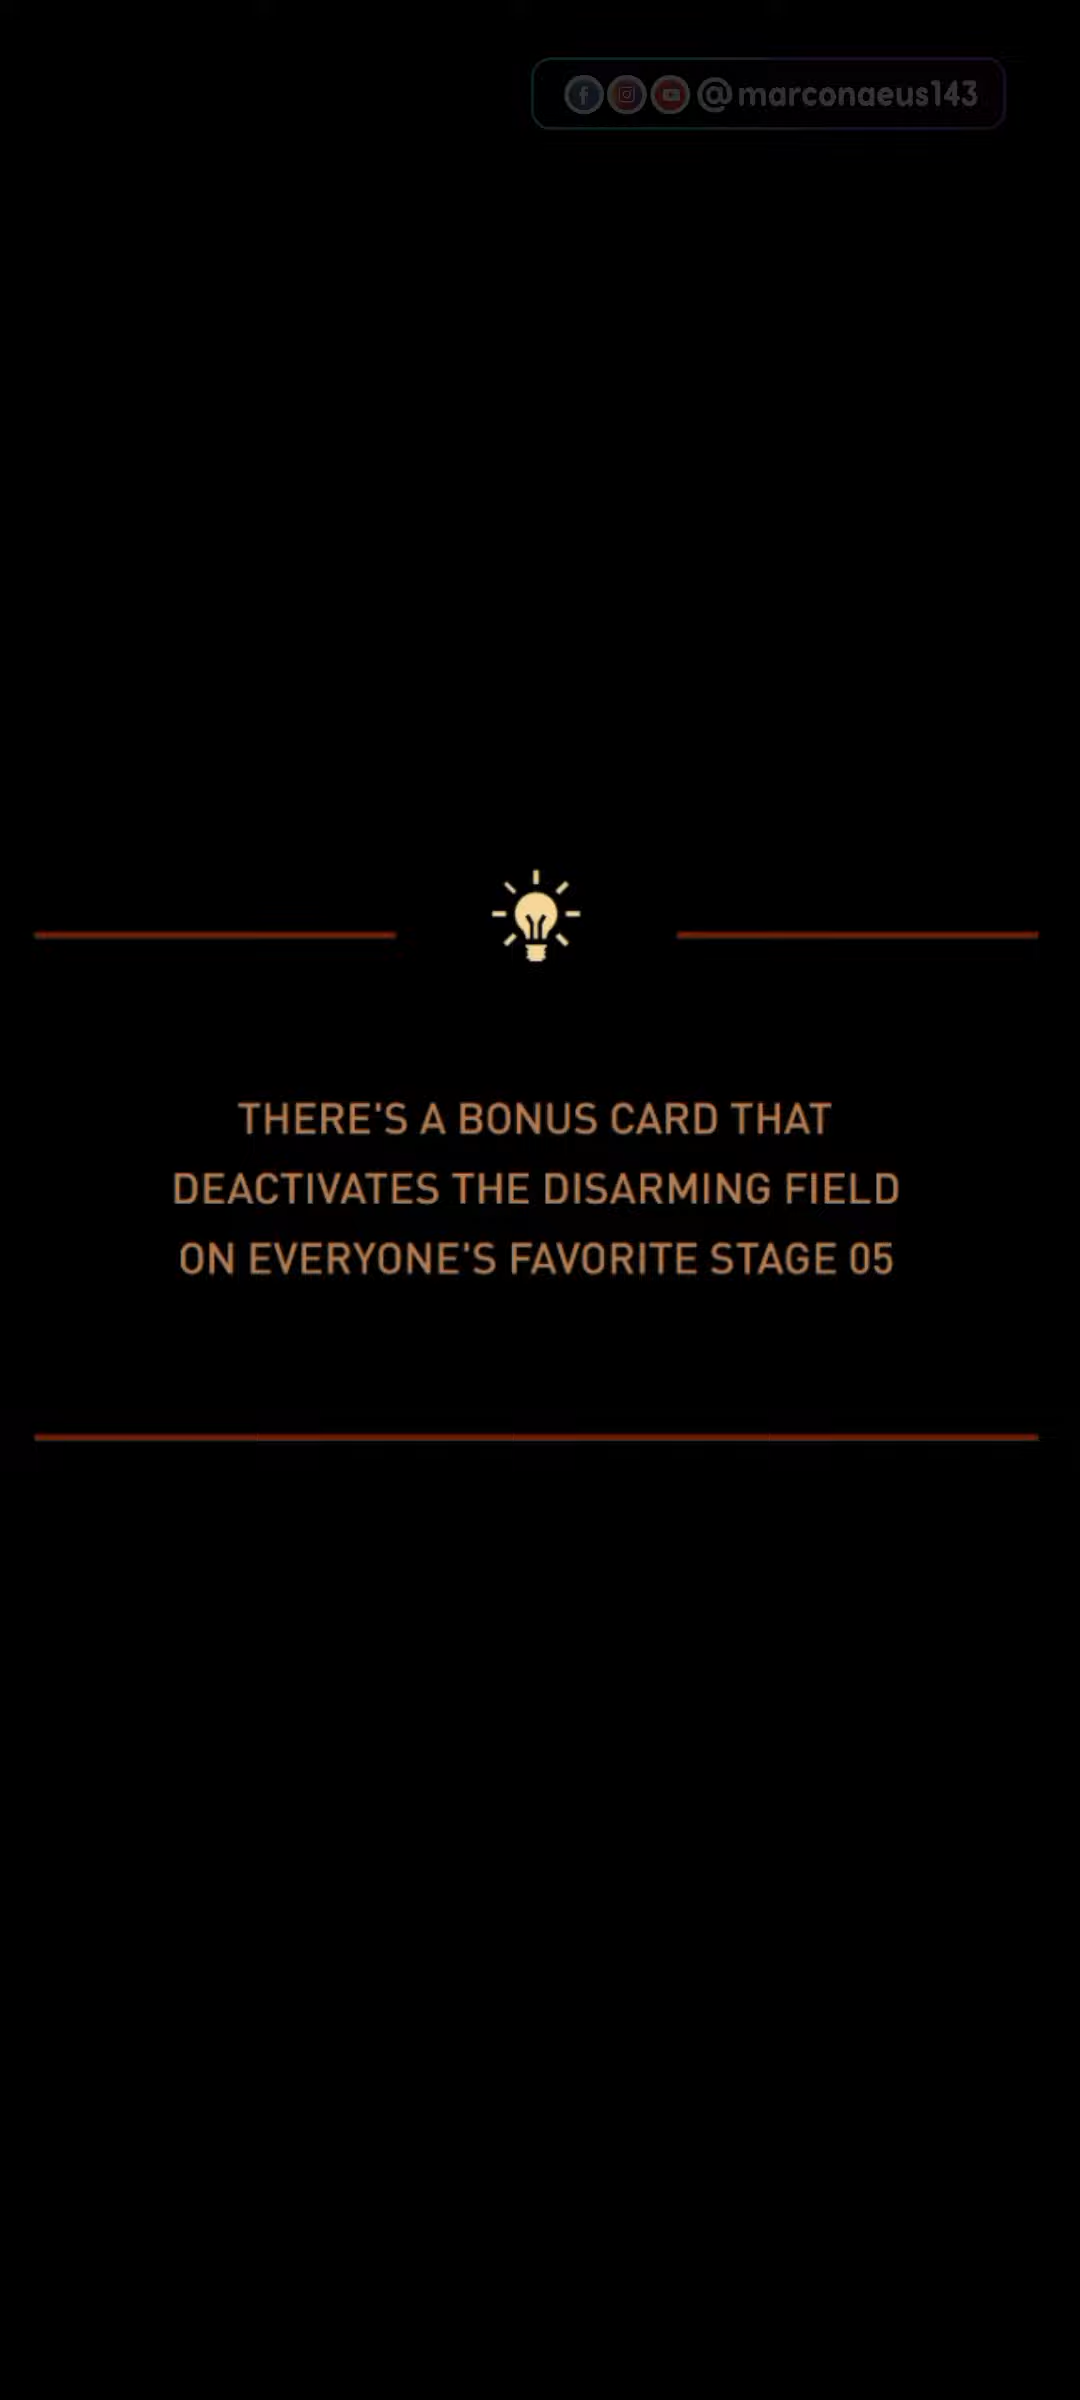 @marconaeus143
THERE'S A BONUS CARD THAT
DEACTIVATES THE DISARMING FIELD
ON EVERYONE'S FAVORITE STAGE 05